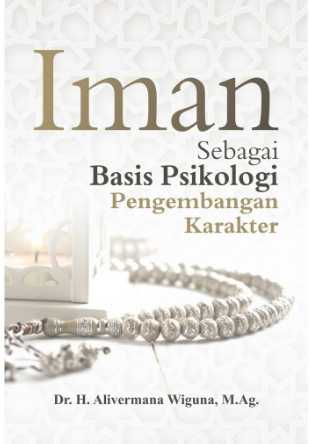 Iman
Sebagai
Basis Psikologi
Pengembangan
Karakter
Dr. H. Alivermana Wiguna, M.Ag.